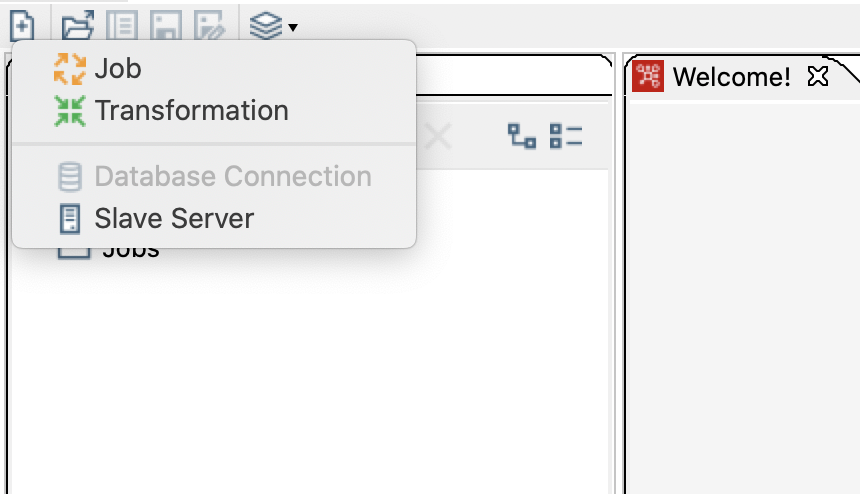 Job
Transformation
Database Connection
Slave Server
Jobs
Welcome!